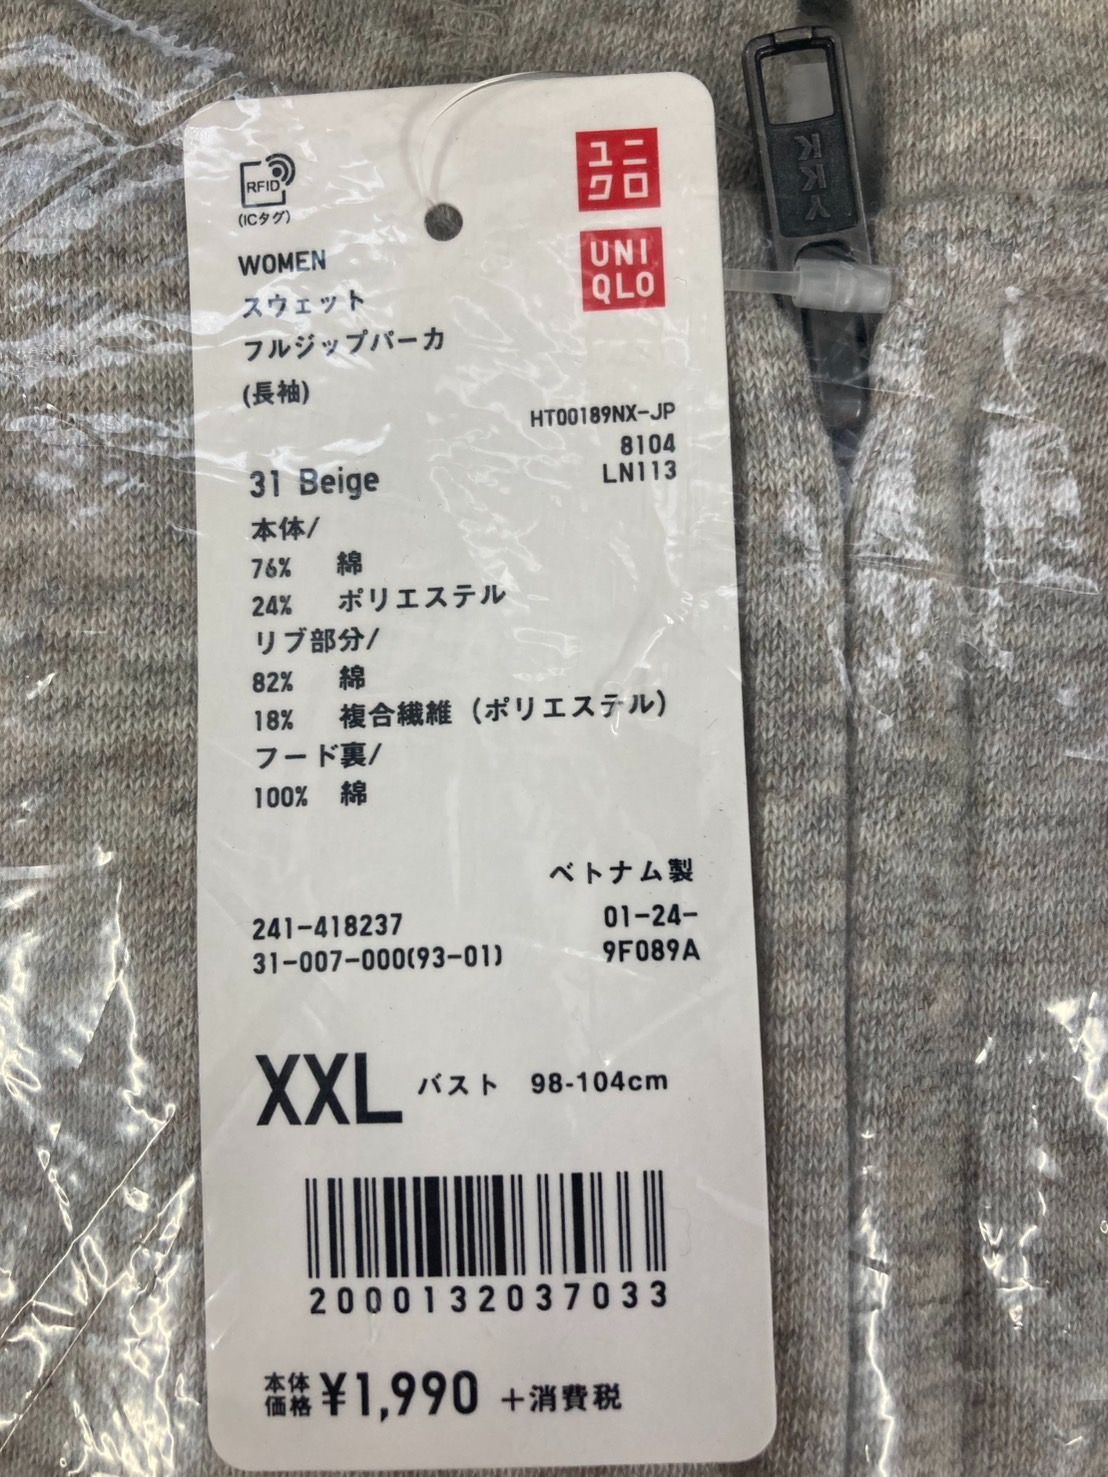 RFID
(ICタグ)
ユニ
クロ
UNI
QLO
YKK
WOMEN
スウェット
フルジップパーカ
(長袖)
HT00189NX-JP
8104
LN113
31 Beige
本体/
76% 綿
24% ポリエステル
リブ部分/
82% 綿
18% 複合繊維(ポリエステル)
フード裏/
100% 綿
ベトナム製
241-418237 01-24-
31-007-000(93-01) 9F089A
XXL バスト 98-104cm
2000132037033
本体価格 ¥1,990 +消費税